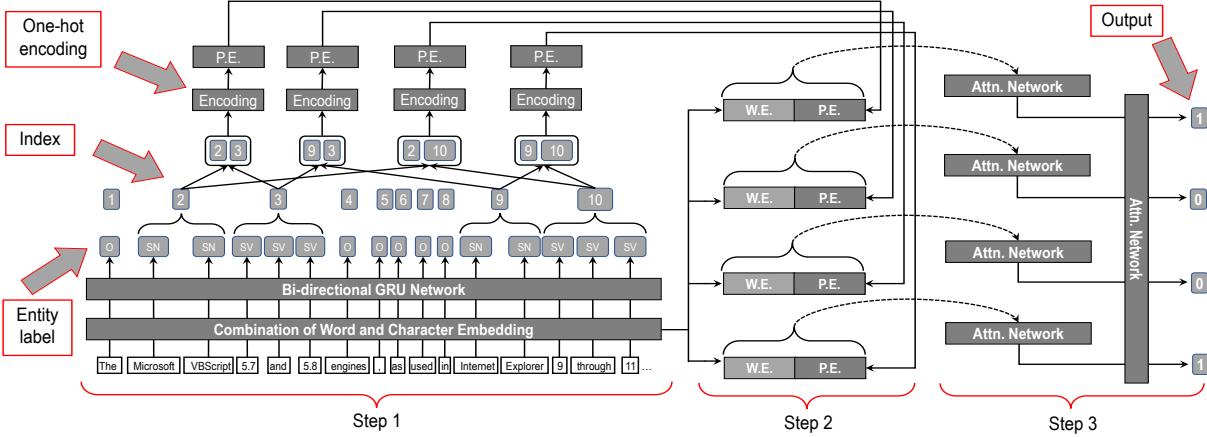 One-hot
encoding
Index
Entity
label
Output
P.E. P.E. P.E. P.E.
Encoding Encoding Encoding Encoding
2 3 9 3 2 10 9 10
1 2 3 4 5 6 7 8 9 10
O SN SN SV SV SV O O O O O SN SN SV SV SV
Bi-directional GRU Network
Combination of Word and Character Embedding
The Microsoft VBScript 5.7 and 5.8 engines , as used in Internet Explorer 9 through 11 ...
Step 1
W.E. P.E.
W.E. P.E.
W.E. P.E.
W.E. P.E.
Step 2
Attn. Network
Attn. Network
Attn. Network
Attn. Network
Attn. Network
1
0
0
1
Step 3